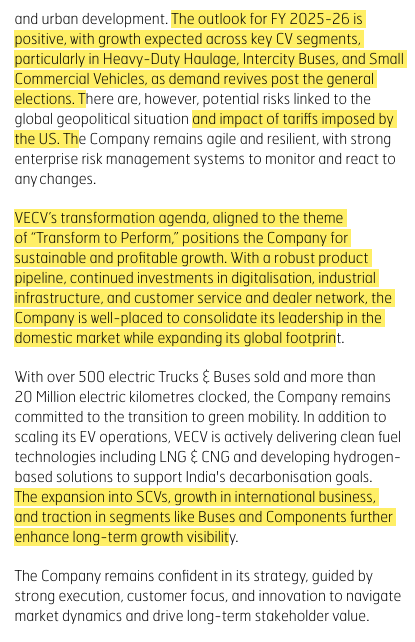 and urban development. The outlook for FY 2025-26 is
positive, with growth expected across key CV segments,
particularly in Heavy-Duty Haulage, Intercity Buses, and Small
Commercial Vehicles, as demand revives post the general
elections. There are, however, potential risks linked to the
global geopolitical situation and impact of tariffs imposed by
the US. The Company remains agile and resilient, with strong
enterprise risk management systems to monitor and react to
any changes.
VECV's transformation agenda, aligned to the theme
of “Transform to Perform,” positions the Company for
sustainable and profitable growth. With a robust product
pipeline, continued investments in digitalisation, industrial
infrastructure, and customer service and dealer network, the
Company is well-placed to consolidate its leadership in the
domestic market while expanding its global footprint.
With over 500 electric Trucks & Buses sold and more than
20 Million electric kilometres clocked, the Company remains
committed to the transition to green mobility. In addition to
scaling its EV operations, VECV is actively delivering clean fuel
technologies including LNG & CNG and developing hydrogen-
based solutions to support India's decarbonisation goals.
The expansion into SCVs, growth in international business,
and traction in segments like Buses and Components further
enhance long-term growth visibility.
The Company remains confident in its strategy, guided by
strong execution, customer focus, and innovation to navigate
market dynamics and drive long-term stakeholder value.